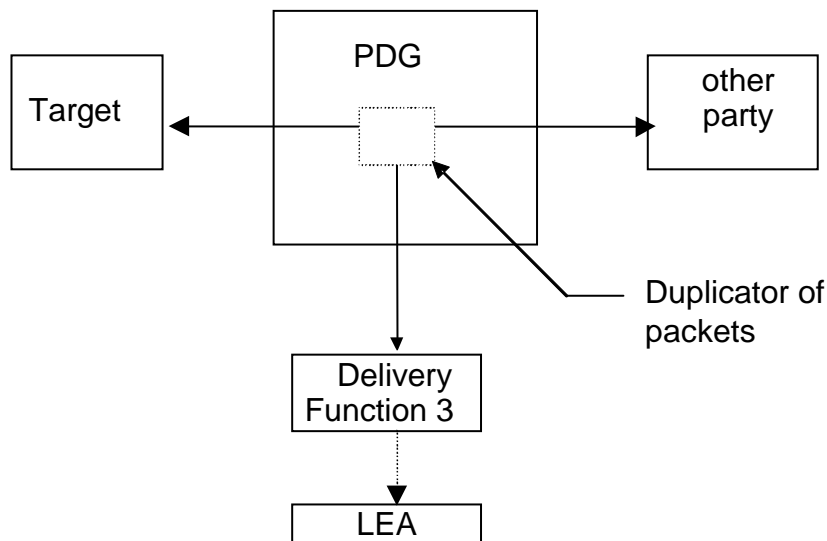 PDG
Target
other
party
Duplicator of
packets
Delivery
Function 3
LEA